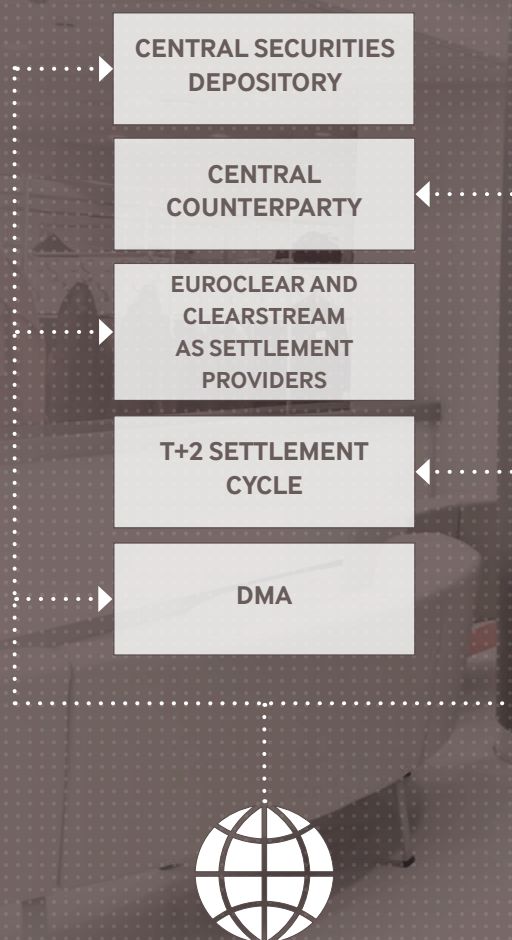 CENTRAL SECURITIES
DEPOSITORY
CENTRAL
COUNTERPARTY
EUROCLEAR AND
CLEARSTREAM
AS SETTLEMENT
PROVIDERS
T+2 SETTLEMENT
CYCLE
DMA